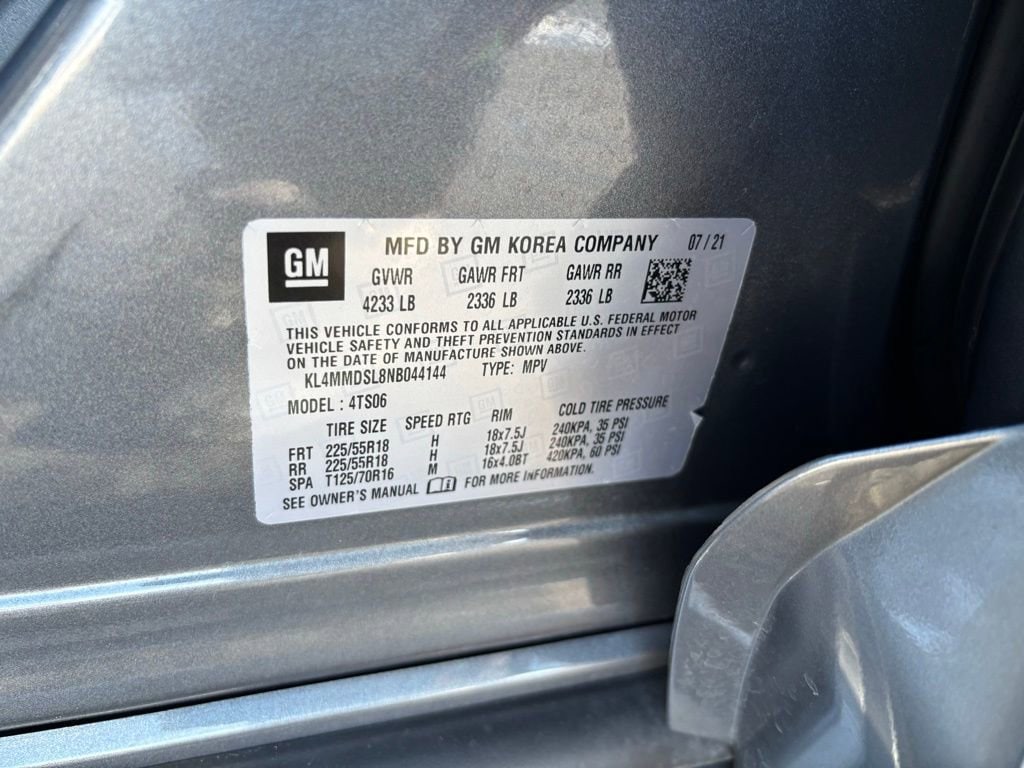 GM
MFD BY GM KOREA COMPANY 07/21
GVWR GAWR FRT GAWR RR
4233 LB 2336 LB 2336 LB
THIS VEHICLE CONFORMS TO ALL APPLICABLE U.S. FEDERAL MOTOR
VEHICLE SAFETY AND THEFT PREVENTION STANDARDS IN EFFECT
ON THE DATE OF MANUFACTURE SHOWN ABOVE.
KL4MMDSL8NB044144 TYPE: MPV
MODEL : 4TS06
TIRE SIZE SPEED RTG RIM COLD TIRE PRESSURE
FRT 225/55R18 H 18x7.5J 240KPA, 35 PSI
RR 225/55R18 H 18x7.5J 240KPA, 35 PSI
SPA T125/70R16 M 16x4.0BT 420KPA, 60 PSI
SEE OWNER'S MANUAL FOR MORE INFORMATION.